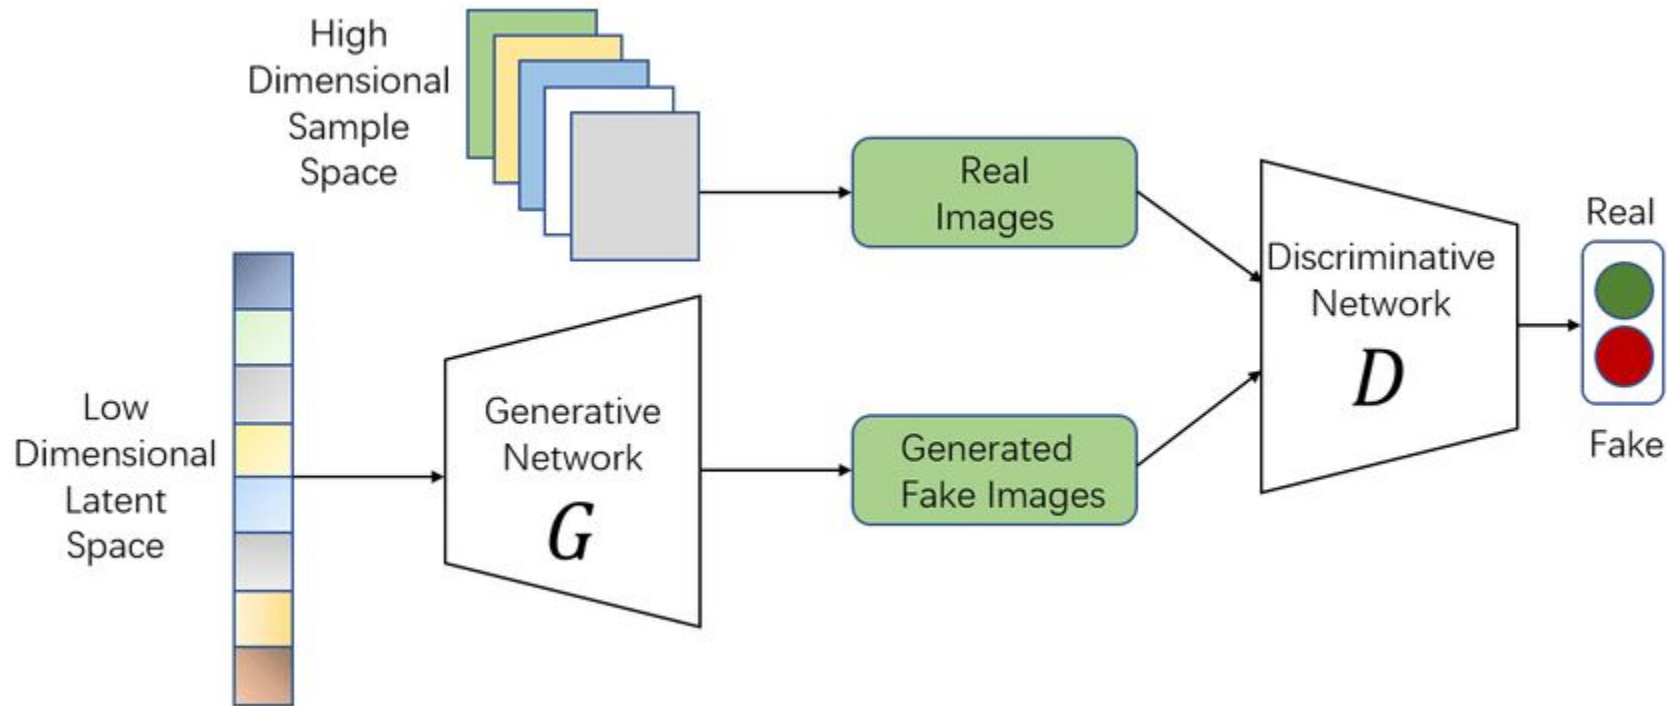 High
Dimensional
Sample
Space
Real
Images
Discriminative
Network
D
Real
Fake
Low
Dimensional
Latent
Space
Generative
Network
G
Generated
Fake Images